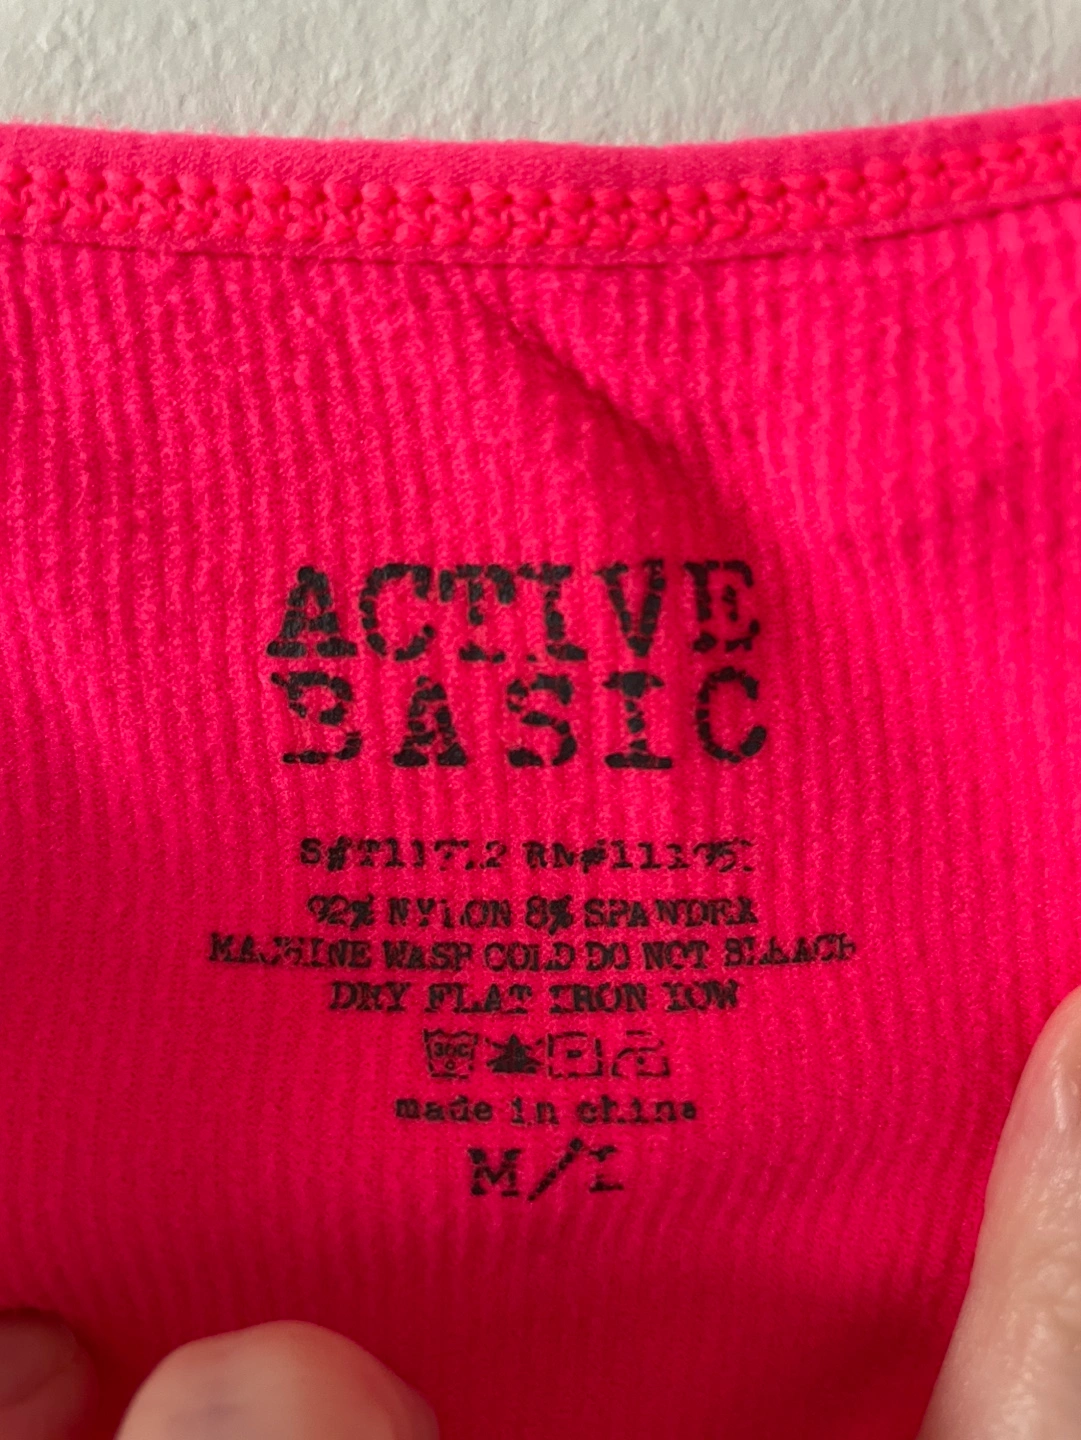 ACTIVE
BASIC
92% NYLON 8% SPANDEX
MACHINE WASH COLD DO NOT BLEACH
DRY FLAT IRON LOW
30C
made in china
M/L